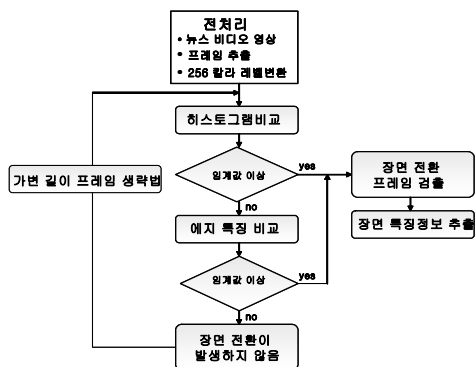 전처리
• 뉴스 비디오 영상
• 프레임 추출
• 256 칼라 레벨변환
히스토그램비교
임계값 이상
yes
no
장면 전환
프레임 검출
장면 특징정보 추출
가변 길이 프레임 생략법
에지 특징 비교
임계값 이상
yes
no
장면 전환이
발생하지 않음